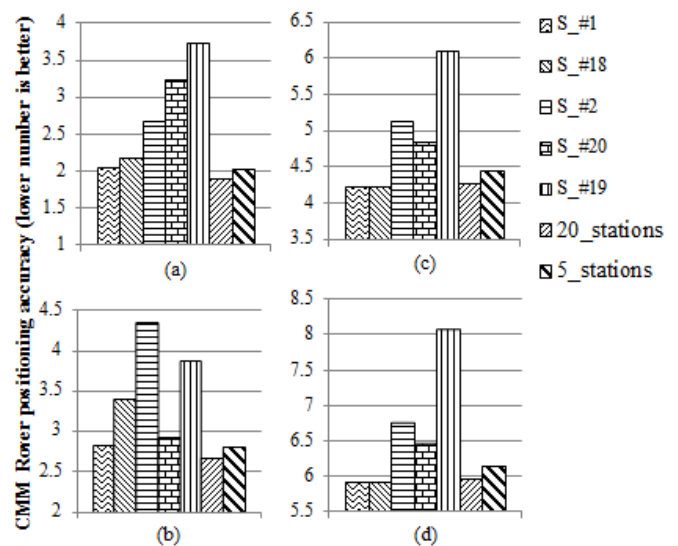 CMM Rover positioning accuracy (lower number is better)
4
3.5
3
2.5
2
1.5
1
(a)
6.5
6
5.5
5
4.5
4
3.5
(c)
S_#1
S_#18
S_#2
S_#20
S_#19
20_stations
5_stations
4.5
4
3.5
3
2.5
2
(b)
8.5
8
7.5
7
6.5
6
5.5
(d)